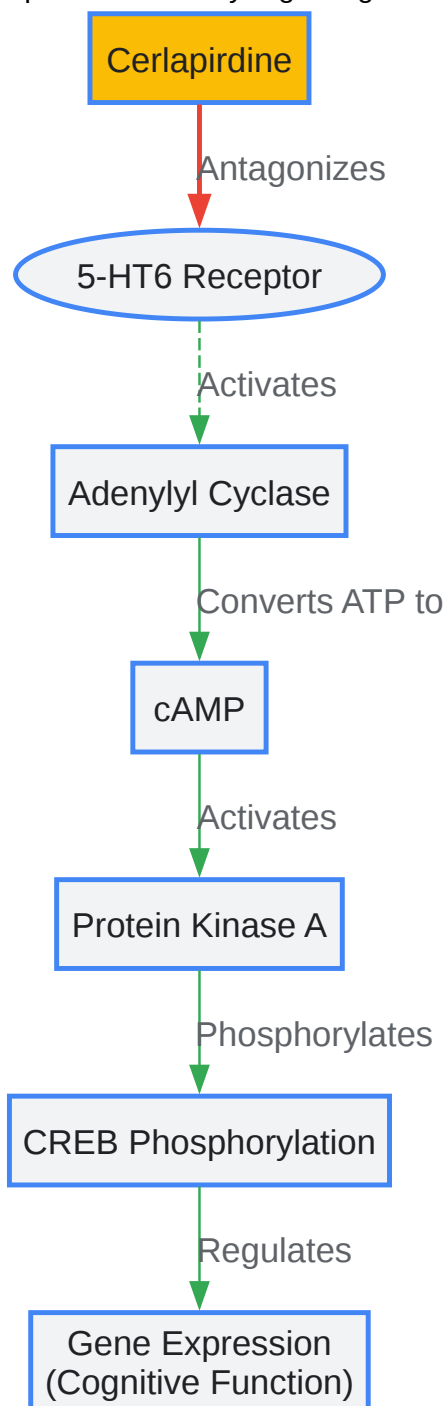 Cerlapirdine
Antagonizes
5-HT6 Receptor
Activates
Adenylyl Cyclase
Converts ATP to
cAMP
Activates
Protein Kinase A
Phosphorylates
CREB Phosphorylation
Regulates
Gene Expression
(Cognitive Function)